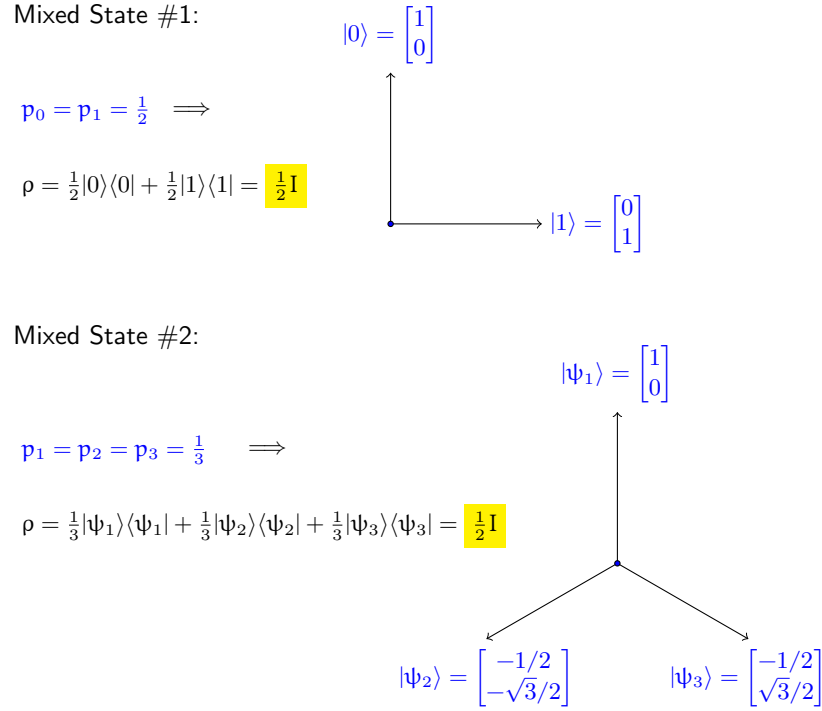 Mixed State #1:
|0⟩ = [1 0]
p₀ = p₁ = 1/2 ⟹
ρ = 1/2|0⟩⟨0| + 1/2|1⟩⟨1| = 1/2 I
|1⟩ = [0 1]
Mixed State #2:
|ψ₁⟩ = [1 0]
p₁ = p₂ = p₃ = 1/3 ⟹
ρ = 1/3|ψ₁⟩⟨ψ₁| + 1/3|ψ₂⟩⟨ψ₂| + 1/3|ψ₃⟩⟨ψ₃| = 1/2 I
|ψ₂⟩ = [−1/2 −√3/2]
|ψ₃⟩ = [−1/2 √3/2]